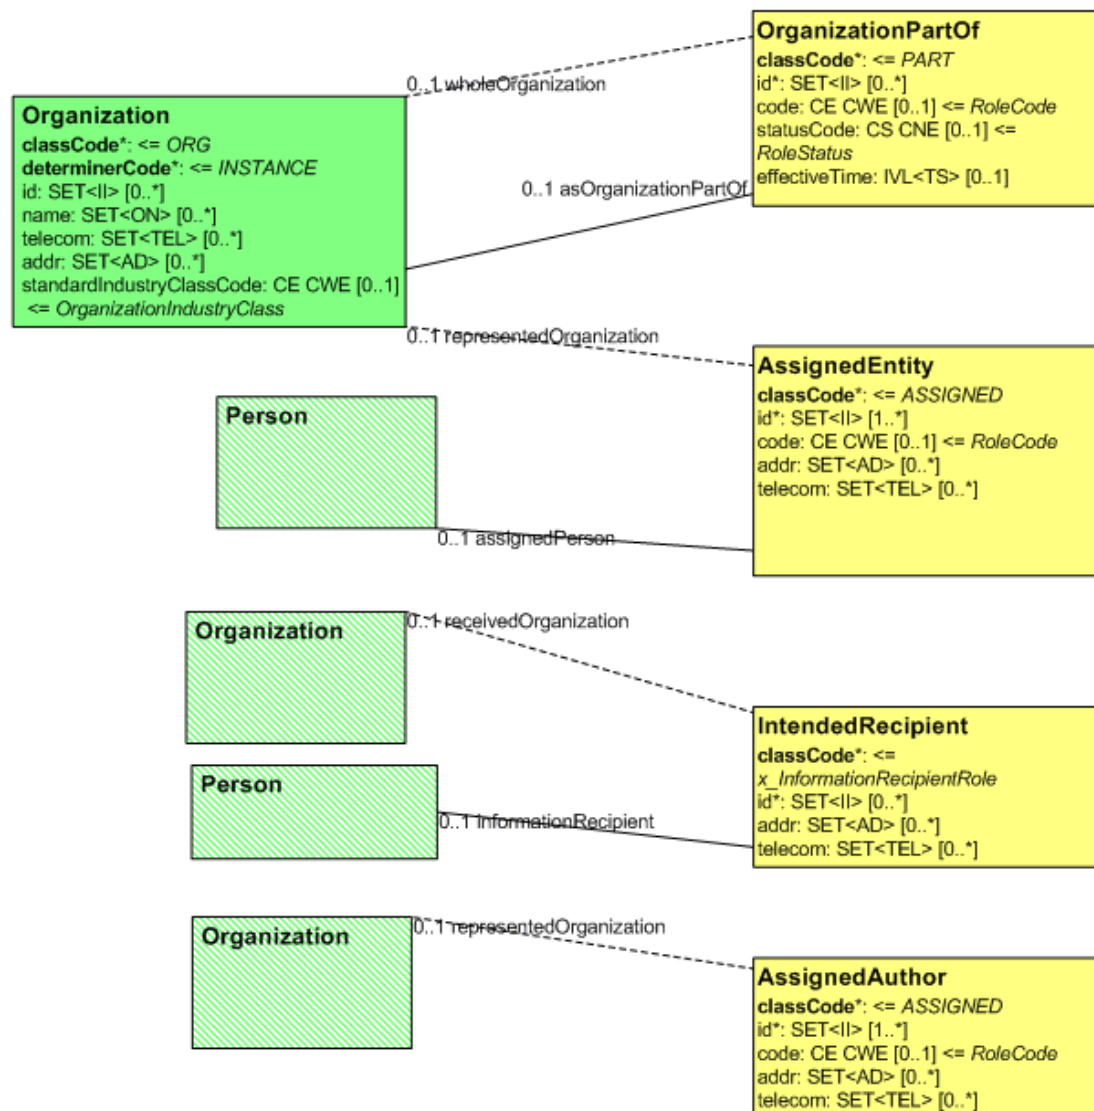 OrganizationPartOf
classCode*: <= PART
id*: SET<II> [0..*]
code: CE CWE [0..1] <= RoleCode
statusCode: CS CNE [0..1] <=
RoleStatus
effectiveTime: IVL<TS> [0..1]
0..1 wholeOrganization
Organization
classCode*: <= ORG
determinerCode*: <= INSTANCE
id: SET<II> [0..*]
name: SET<ON> [0..*]
telecom: SET<TEL> [0..*]
addr: SET<AD> [0..*]
standardIndustryClassCode: CE CWE [0..1]
<= OrganizationIndustryClass
0..1 asOrganizationPartOf
0..1 representedOrganization
AssignedEntity
classCode*: <= ASSIGNED
id*: SET<II> [1..*]
code: CE CWE [0..1] <= RoleCode
addr: SET<AD> [0..*]
telecom: SET<TEL> [0..*]
Person
0..1 assignedPerson
Organization
0..1 receivedOrganization
IntendedRecipient
classCode*: <=
x_InformationRecipientRole
id*: SET<II> [0..*]
addr: SET<AD> [0..*]
telecom: SET<TEL> [0..*]
Person
0..1 informationRecipient
Organization
0..1 representedOrganization
AssignedAuthor
classCode*: <= ASSIGNED
id*: SET<II> [1..*]
code: CE CWE [0..1] <= RoleCode
addr: SET<AD> [0..*]
telecom: SET<TEL> [0..*]